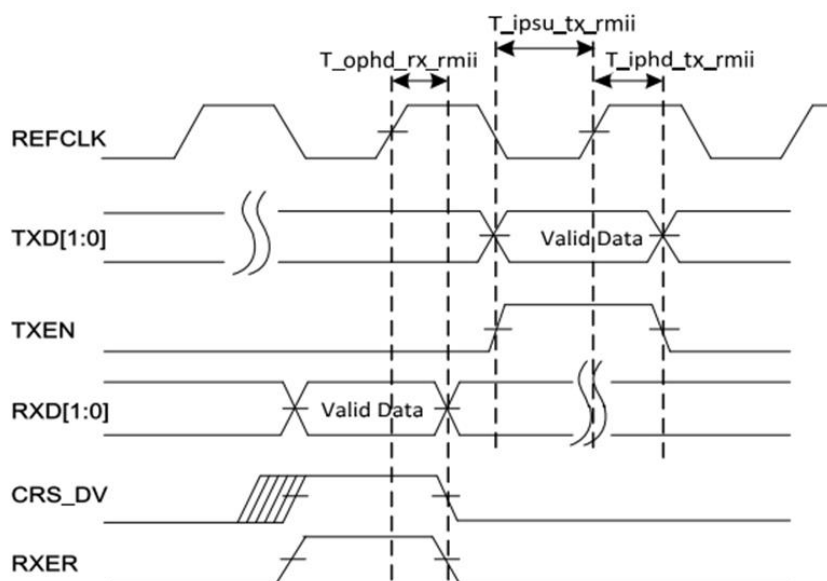 T_ipsu_tx_rmii
T_ophd_rx_rmii
T_iphd_tx_rmii
REFCLK
TXD[1:0]
Valid Data
TXEN
RXD[1:0]
Valid Data
CRS_DV
RXER